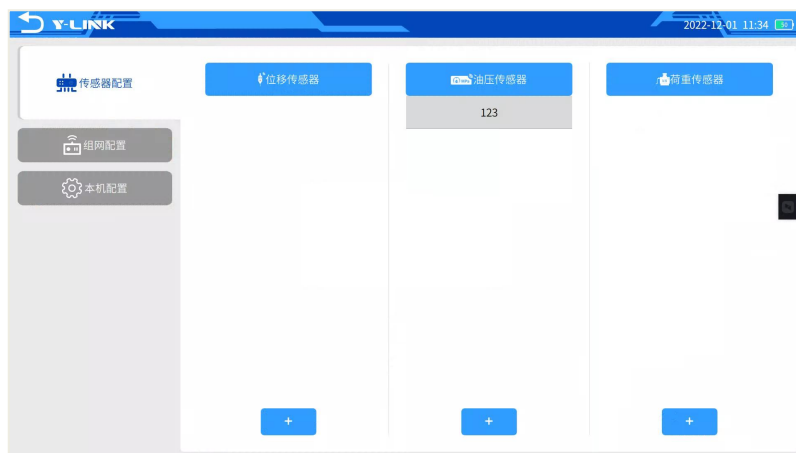 Y-LINK
2022-12-01 11:34
传感器配置
位移传感器
油压传感器
荷重传感器
123
组网配置
本机配置
+
+
+